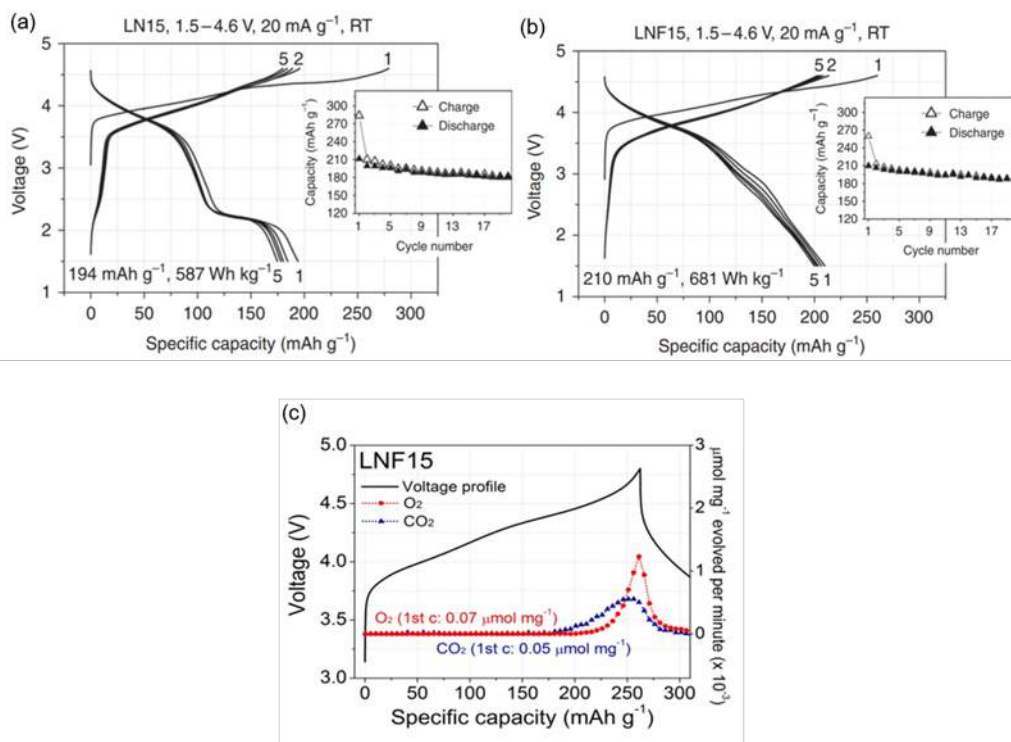 (a)
LN15, 1.5–4.6 V, 20 mA g⁻¹, RT
5
4
3
2
1
Voltage (V)
5 2
1
194 mAh g⁻¹, 587 Wh kg⁻¹
5 1
0 50 100 150 200 250 300
Specific capacity (mAh g⁻¹)
Capacity (mAh g⁻¹)
300
270
240
210
180
150
120
Charge
Discharge
1 5 9 13 17
Cycle number
(b)
LNF15, 1.5–4.6 V, 20 mA g⁻¹, RT
5
4
3
2
1
Voltage (V)
5 2
1
210 mAh g⁻¹, 681 Wh kg⁻¹
5 1
0 50 100 150 200 250 300
Specific capacity (mAh g⁻¹)
Capacity (mAh g⁻¹)
300
270
240
210
180
150
120
Charge
Discharge
1 5 9 13 17
Cycle number
(c)
LNF15
Voltage profile
O₂
CO₂
5.0
4.5
4.0
3.5
3.0
Voltage (V)
3
2
1
0
μmol mg⁻¹ evolved per minute (x 10⁻³)
O₂ (1st c: 0.07 μmol mg⁻¹)
CO₂ (1st c: 0.05 μmol mg⁻¹)
0 50 100 150 200 250 300
Specific capacity (mAh g⁻¹)